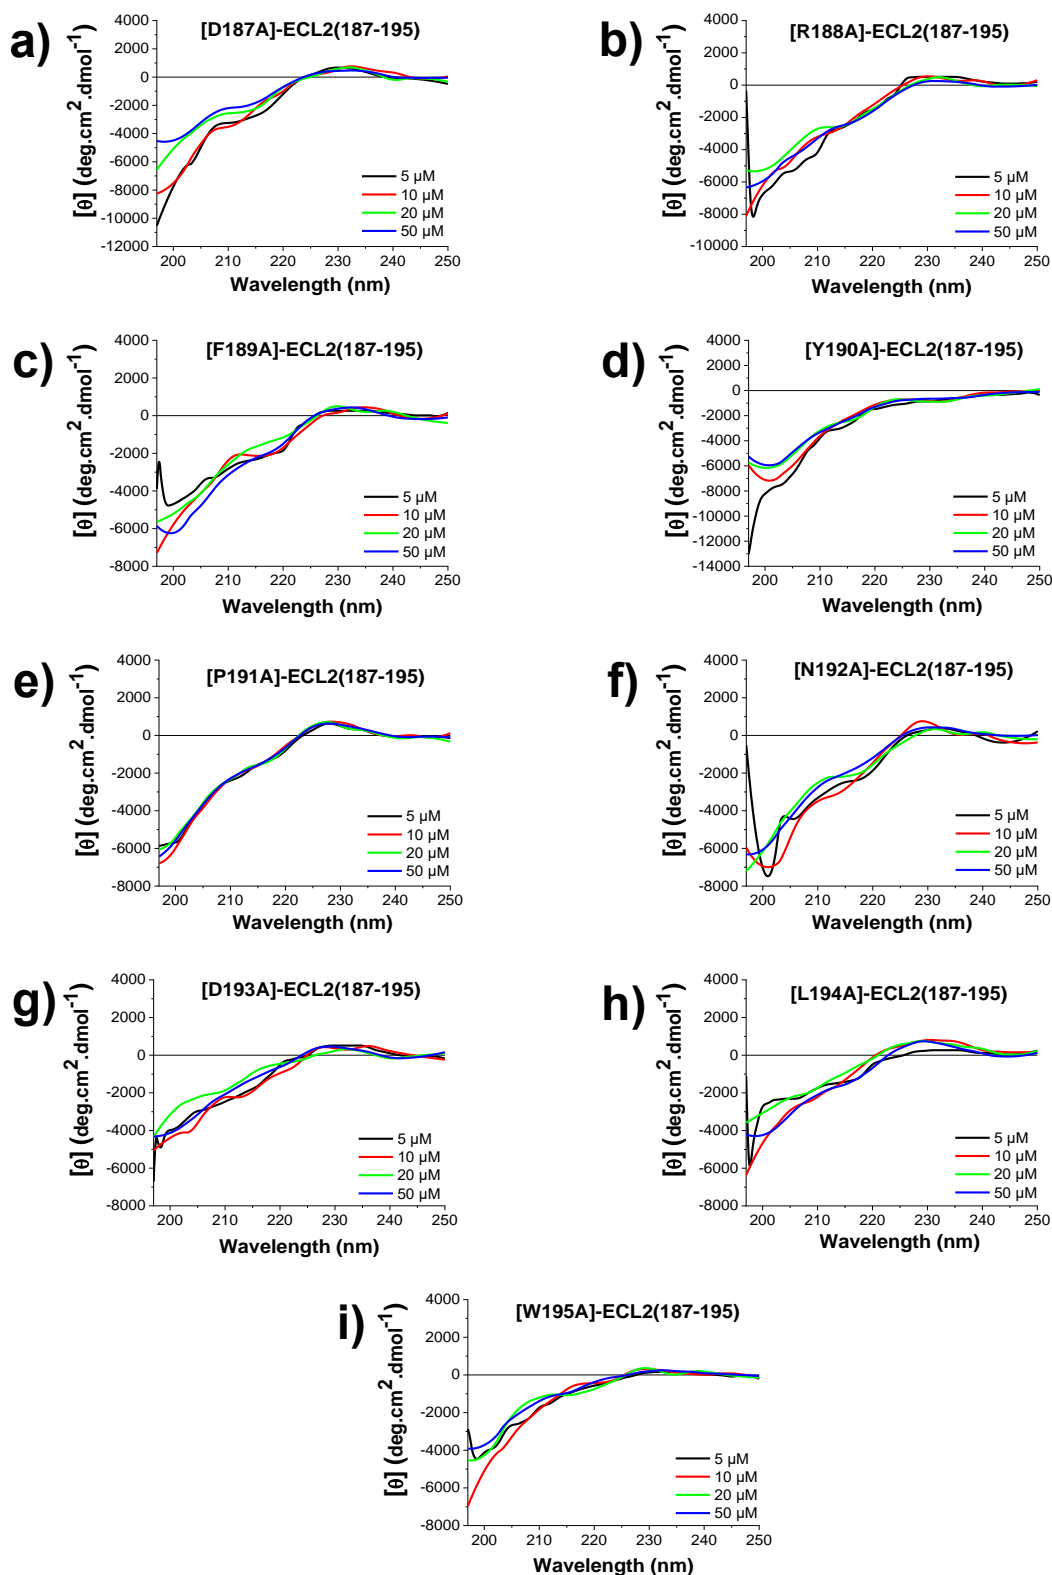 a)
[D187A]-ECL2(187-195)
[θ] (deg.cm².dmol⁻¹)
4000
2000
0
-2000
-4000
-6000
-8000
-10000
-12000
5 µM
10 µM
20 µM
50 µM
200 210 220 230 240 250
Wavelength (nm)
b)
[R188A]-ECL2(187-195)
[θ] (deg.cm².dmol⁻¹)
4000
2000
0
-2000
-4000
-6000
-8000
-10000
5 µM
10 µM
20 µM
50 µM
200 210 220 230 240 250
Wavelength (nm)
c)
[F189A]-ECL2(187-195)
[θ] (deg.cm².dmol⁻¹)
4000
2000
0
-2000
-4000
-6000
-8000
5 µM
10 µM
20 µM
50 µM
200 210 220 230 240 250
Wavelength (nm)
d)
[Y190A]-ECL2(187-195)
[θ] (deg.cm².dmol⁻¹)
4000
2000
0
-2000
-4000
-6000
-8000
-10000
-12000
-14000
5 µM
10 µM
20 µM
50 µM
200 210 220 230 240 250
Wavelength (nm)
e)
[P191A]-ECL2(187-195)
[θ] (deg.cm².dmol⁻¹)
4000
2000
0
-2000
-4000
-6000
-8000
5 µM
10 µM
20 µM
50 µM
200 210 220 230 240 250
Wavelength (nm)
f)
[N192A]-ECL2(187-195)
[θ] (deg.cm².dmol⁻¹)
4000
2000
0
-2000
-4000
-6000
-8000
5 µM
10 µM
20 µM
50 µM
200 210 220 230 240 250
Wavelength (nm)
g)
[D193A]-ECL2(187-195)
[θ] (deg.cm².dmol⁻¹)
4000
2000
0
-2000
-4000
-6000
-8000
5 µM
10 µM
20 µM
50 µM
200 210 220 230 240 250
Wavelength (nm)
h)
[L194A]-ECL2(187-195)
[θ] (deg.cm².dmol⁻¹)
4000
2000
0
-2000
-4000
-6000
-8000
5 µM
10 µM
20 µM
50 µM
200 210 220 230 240 250
Wavelength (nm)
i)
[W195A]-ECL2(187-195)
[θ] (deg.cm².dmol⁻¹)
4000
2000
0
-2000
-4000
-6000
-8000
5 µM
10 µM
20 µM
50 µM
200 210 220 230 240 250
Wavelength (nm)